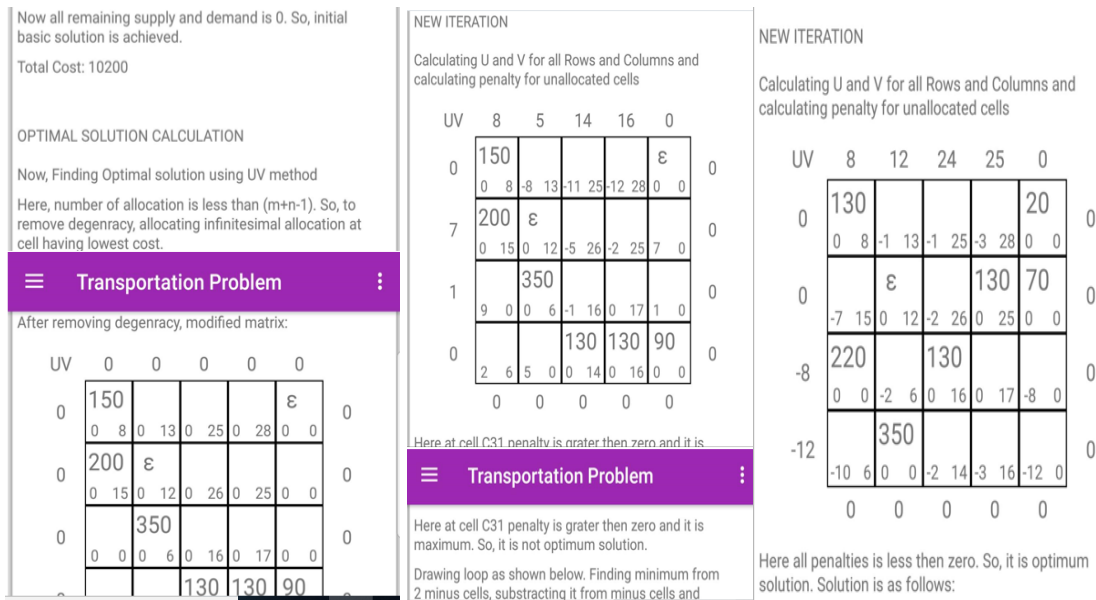 Now all remaining supply and demand is 0. So, initial
basic solution is achieved.
Total Cost: 10200
OPTIMAL SOLUTION CALCULATION
Now, Finding Optimal solution using UV method
Here, number of allocation is less than (m+n-1). So, to
remove degenracy, allocating infinitesimal allocation at
cell having lowest cost.
Transportation Problem
After removing degenracy, modified matrix:
UV 0 0 0 0 0
150 ε
0 0 8 0 13 0 25 0 28 0 0 0
200 ε
0 0 15 0 12 0 26 0 25 0 0 0
350
0 0 0 0 6 0 16 0 17 0 0 0
130 130 90
NEW ITERATION
Calculating U and V for all Rows and Columns and
calculating penalty for unallocated cells
UV 8 5 14 16 0
150 ε
0 0 8 -8 13 -11 25 -12 28 0 0 0
200 ε
7 0 15 0 12 -5 26 -2 25 7 0 0
350
1 9 0 0 6 -1 16 0 17 1 0 0
130 130 90
0 2 6 5 0 0 14 0 16 0 0 0
0 0 0 0 0
Here at cell C31 penalty is grater then zero and it is
Transportation Problem
Here at cell C31 penalty is grater then zero and it is
maximum. So, it is not optimum solution.
Drawing loop as shown below. Finding minimum from
2 minus cells, substracting it from minus cells and
NEW ITERATION
Calculating U and V for all Rows and Columns and
calculating penalty for unallocated cells
UV 8 12 24 25 0
130 20
0 0 8 -1 13 -1 25 -3 28 0 0 0
ε 130 70
0 -7 15 0 12 -2 26 0 25 0 0 0
220 130
-8 0 0 -2 6 0 16 0 17 -8 0 0
350
-12 -10 6 0 0 -2 14 -3 16 -12 0 0
0 0 0 0 0
Here all penalties is less then zero. So, it is optimum
solution. Solution is as follows: